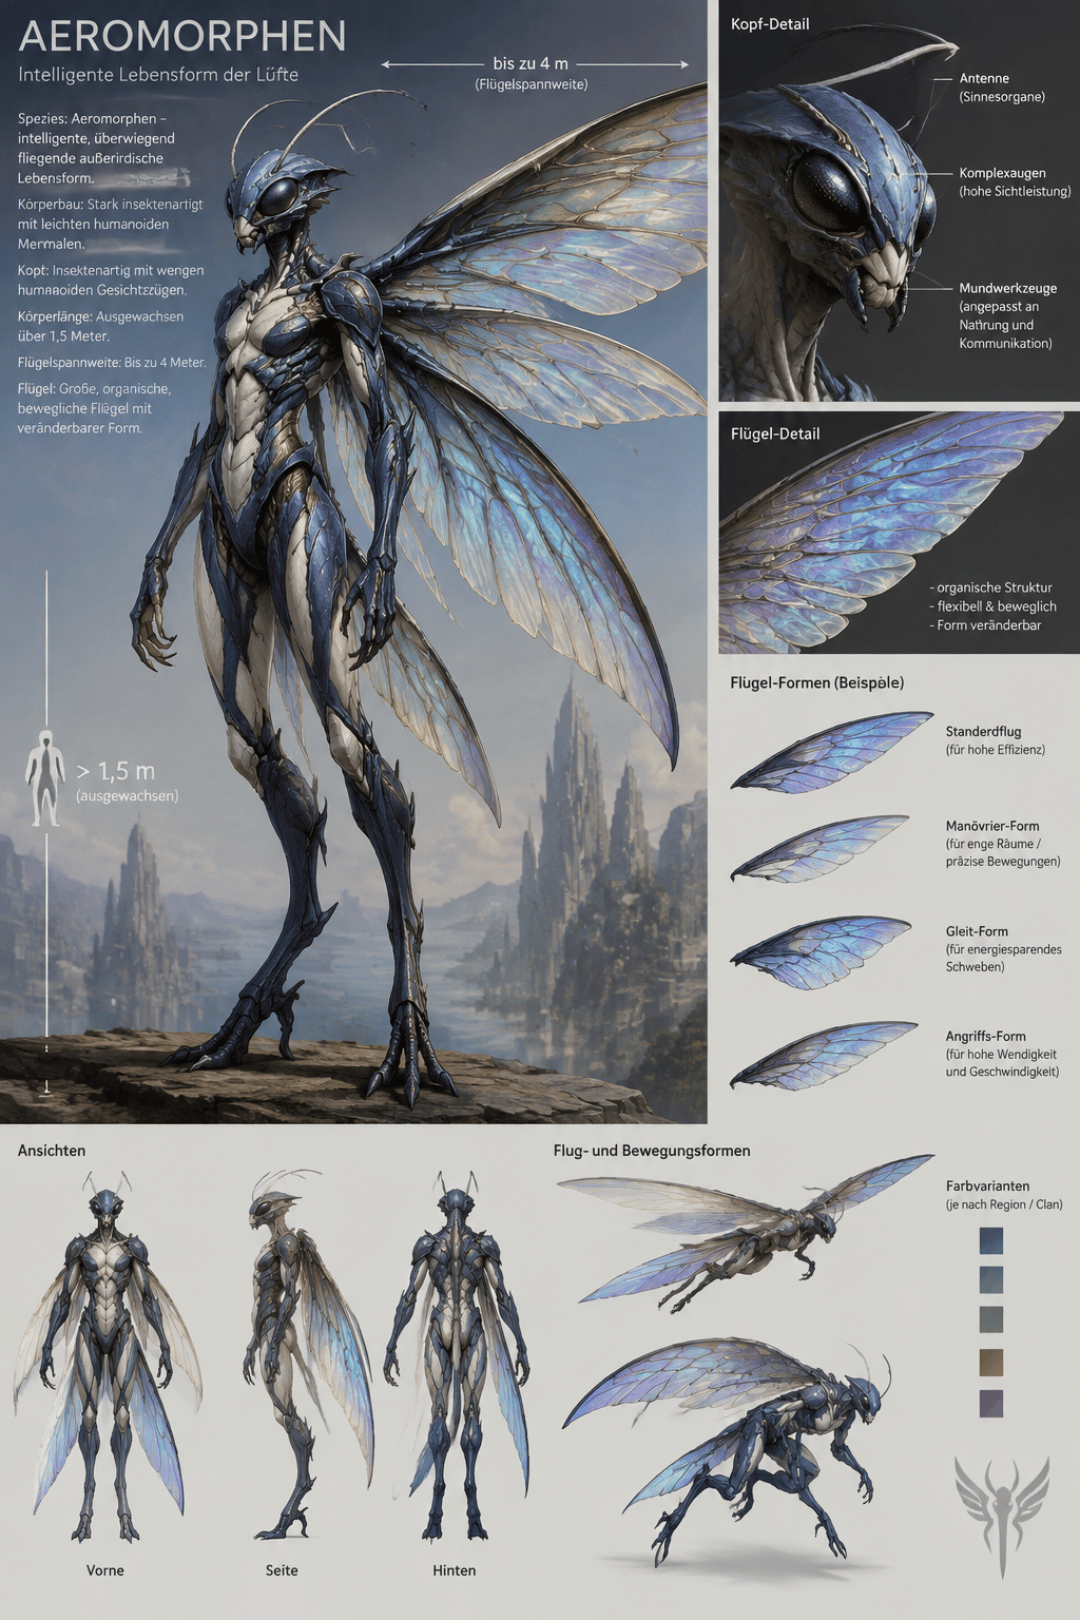 AEROMORPHEN
Intelligente Lebensform der Lüfte
Spezies: Aeromorphen –
intelligente, überwiegend
fliegende außerirdische
Lebensform.
Körperbau: Stark insektenartigt
mit leichten humanoiden
Mermalen.
Kopt: Insektenartig mit wengen
humanoiden Gesichtszügen.
Körperlänge: Ausgewachsen
über 1,5 Meter.
Flügelspannweite: Bis zu 4 Meter.
Flügel: Große, organische,
bewegliche Flügel mit
veränderbarer Form.
bis zu 4 m
(Flügelspannweite)
> 1,5 m
(ausgewachsen)
Kopf-Detail
Antenne
(Sinnesorgane)
Komplexaugen
(hohe Sichtleistung)
Mundwerkzeuge
(angepasst an
Nahrung und
Kommunikation)
Flügel-Detail
- organische Struktur
- flexibell & beweglich
- Form veränderbar
Flügel-Formen (Beispäle)
Standerdflug
(für hohe Effizienz)
Manövrier-Form
(für enge Räume /
präzise Bewegungen)
Gleit-Form
(für energiesparendes
Schweben)
Angriffs-Form
(für hohe Wendigkeit
und Geschwindigkeit)
Ansichten
Vorne
Seite
Hinten
Flug- und Bewegungsformen
Farbvarianten
(je nach Region / Clan)